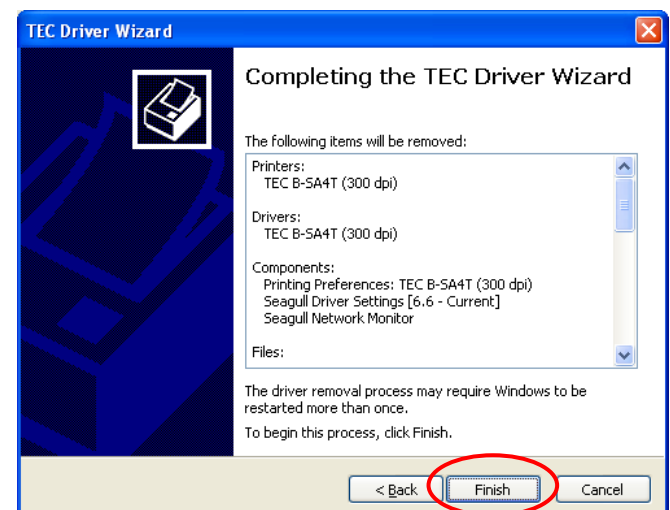 TEC Driver Wizard
Completing the TEC Driver Wizard
The following items will be removed:
Printers:
TEC B-SA4T (300 dpi)
Drivers:
TEC B-SA4T (300 dpi)
Components:
Printing Preferences: TEC B-SA4T (300 dpi)
Seagull Driver Settings [6.6 - Current]
Seagull Network Monitor
Files:
The driver removal process may require Windows to be
restarted more than once.
To begin this process, click Finish.
< Back Finish Cancel